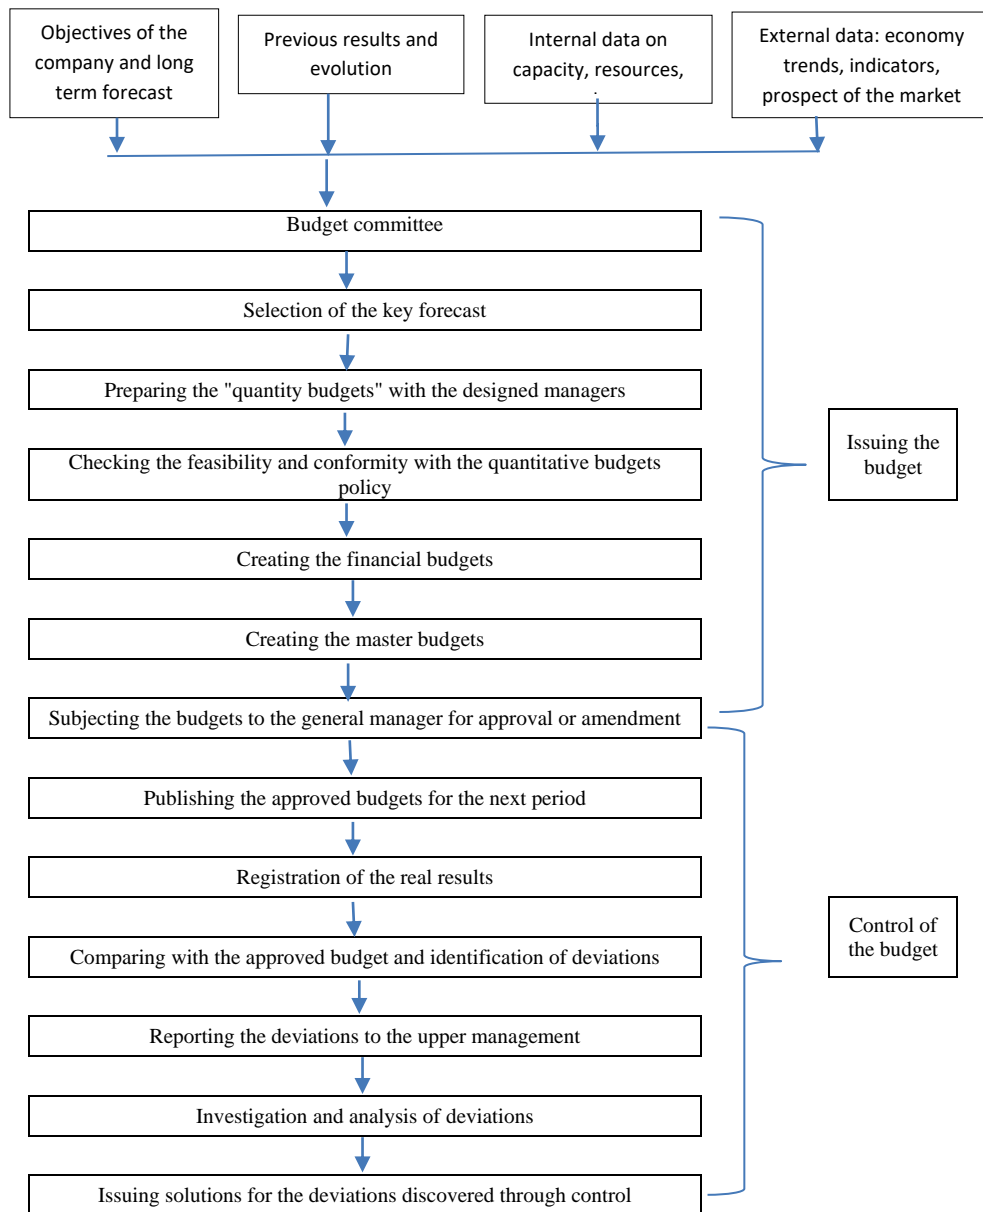 Objectives of the
company and long
term forecast
Previous results and
evolution
Internal data on
capacity, resources,
External data: economy
trends, indicators,
prospect of the market
Budget committee
Selection of the key forecast
Preparing the "quantity budgets" with the designed managers
Checking the feasibility and conformity with the quantitative budgets
policy
Issuing the
budget
Creating the financial budgets
Creating the master budgets
Subjecting the budgets to the general manager for approval or amendment
Publishing the approved budgets for the next period
Registration of the real results
Comparing with the approved budget and identification of deviations
Control of
the budget
Reporting the deviations to the upper management
Investigation and analysis of deviations
Issuing solutions for the deviations discovered through control